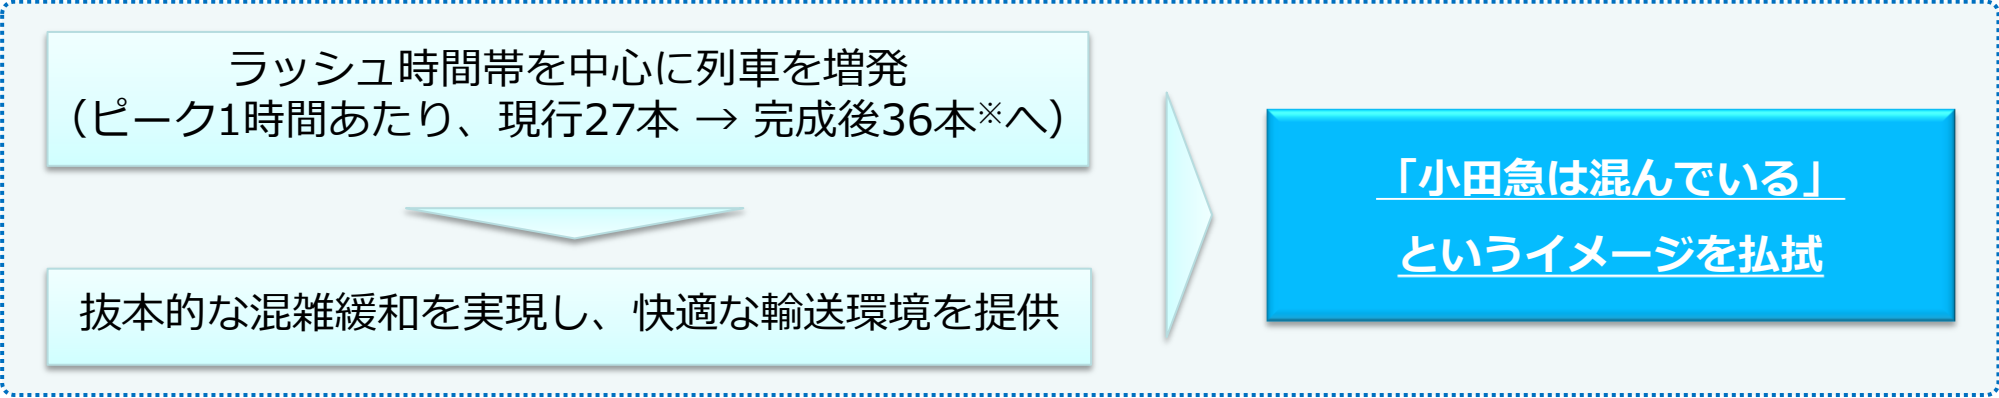 ラッシュ時間帯を中心に列車を増発
（ピーク1時間あたり、現行27本 → 完成後36本※へ）
抜本的な混雑緩和を実現し、快適な輸送環境を提供
「小田急は混んでいる」
というイメージを払拭